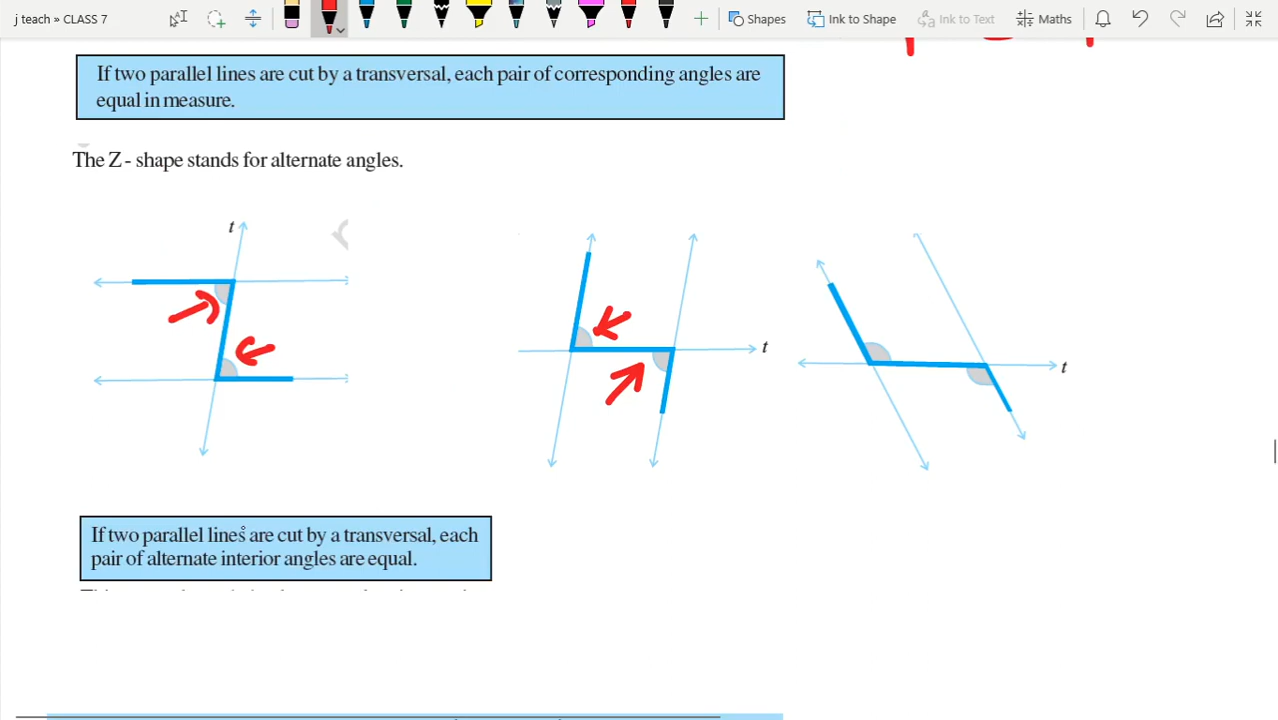 j teach » CLASS 7
Shapes
Ink to Shape
Ink to Text
Maths
If two parallel lines are cut by a transversal, each pair of corresponding angles are
equal in measure.
The Z - shape stands for alternate angles.
t
t
t
If two parallel lines are cut by a transversal, each
pair of alternate interior angles are equal.